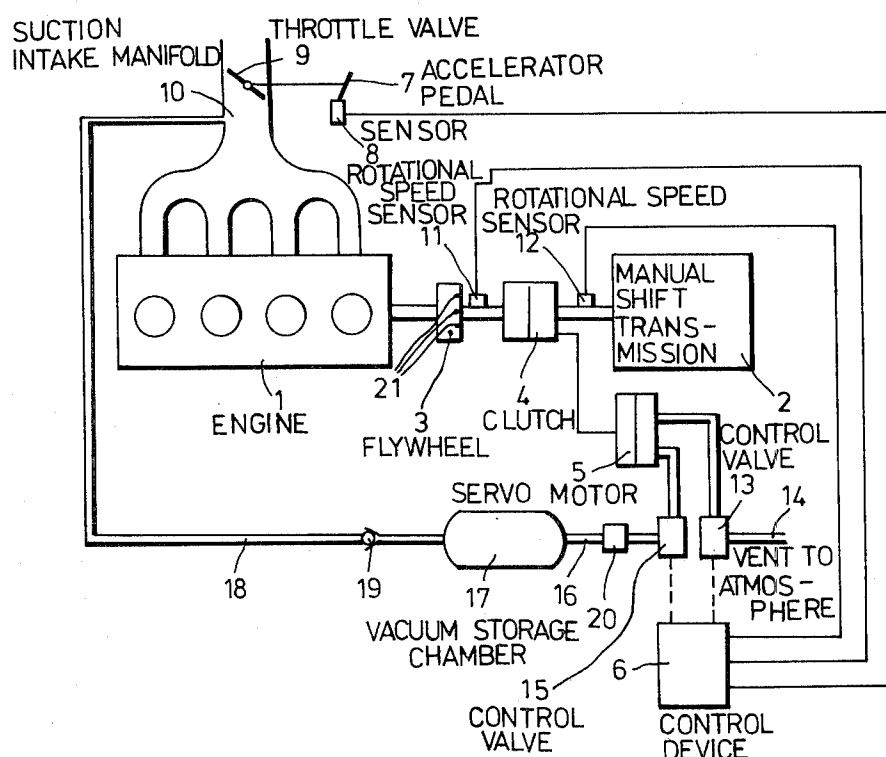 SUCTION
INTAKE MANIFOLD
THROTTLE VALVE
9
10
7
ACCELERATOR
PEDAL
SENSOR
8
ROTATIONAL
SPEED
SENSOR
11
ROTATIONAL SPEED
SENSOR
12
MANUAL
SHIFT
TRANS-
MISSION
21
1
ENGINE
3
FLYWHEEL
4
CLUTCH
2
5
CONTROL
VALVE
13
14
SERVO MOTOR
VENT TO
ATMOS-
PHERE
18
19
17
16
20
VACUUM STORAGE
CHAMBER
15
CONTROL
VALVE
6
CONTROL
DEVICE